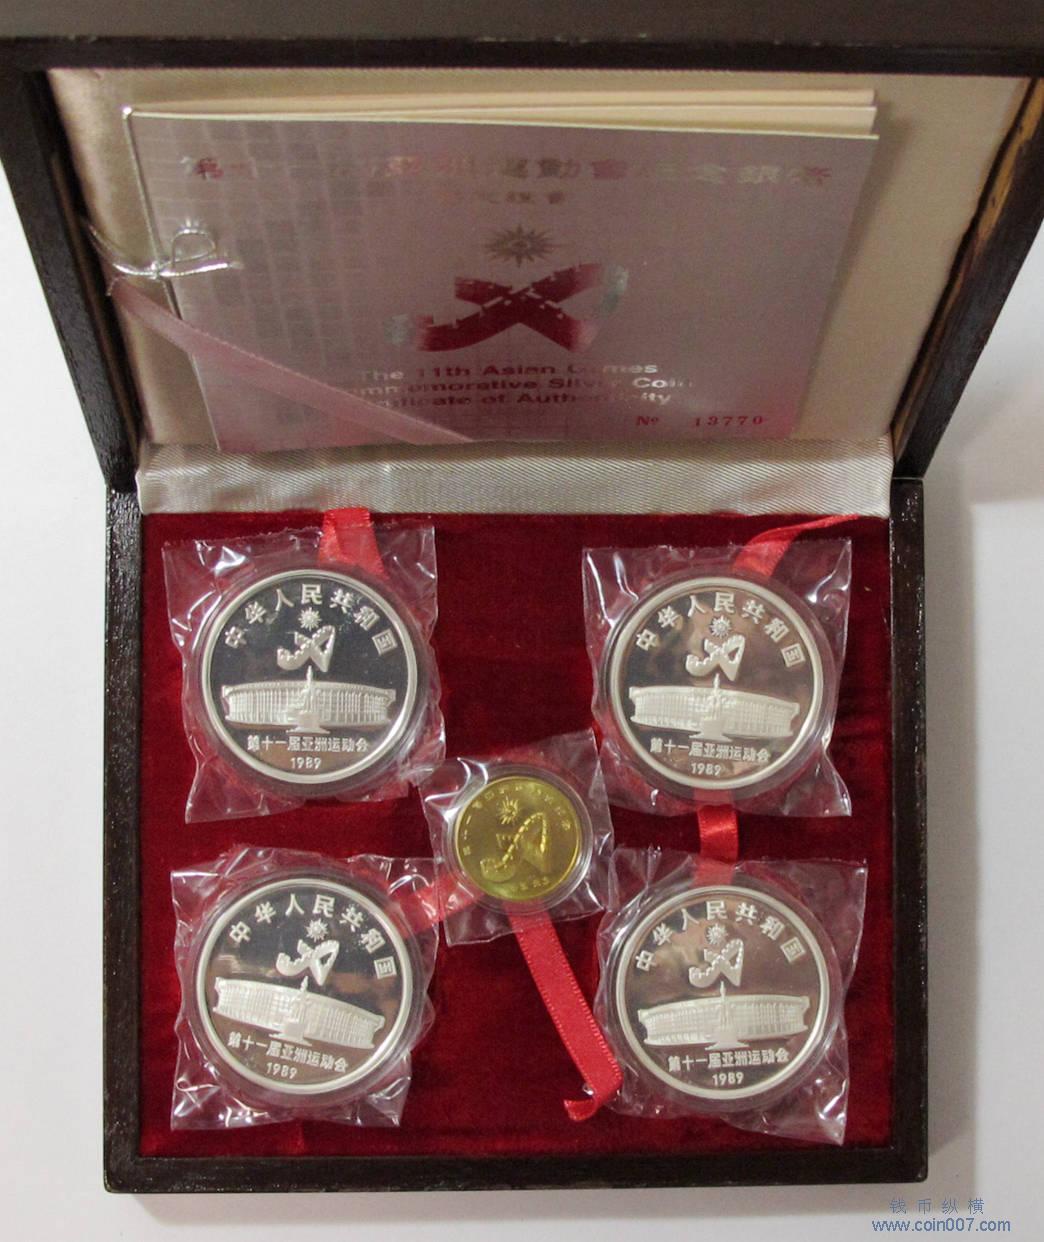 The 11th Asian Games
Commemorative Silver Coin
Certificate of Authenticity
№ 13770
中华人民共和国
第十一届亚洲运动会
1989
中华人民共和国
第十一届亚洲运动会
1989
中华人民共和国
第十一届亚洲运动会
1989
中华人民共和国
第十一届亚洲运动会
1989
钱币纵横
www.coin007.com